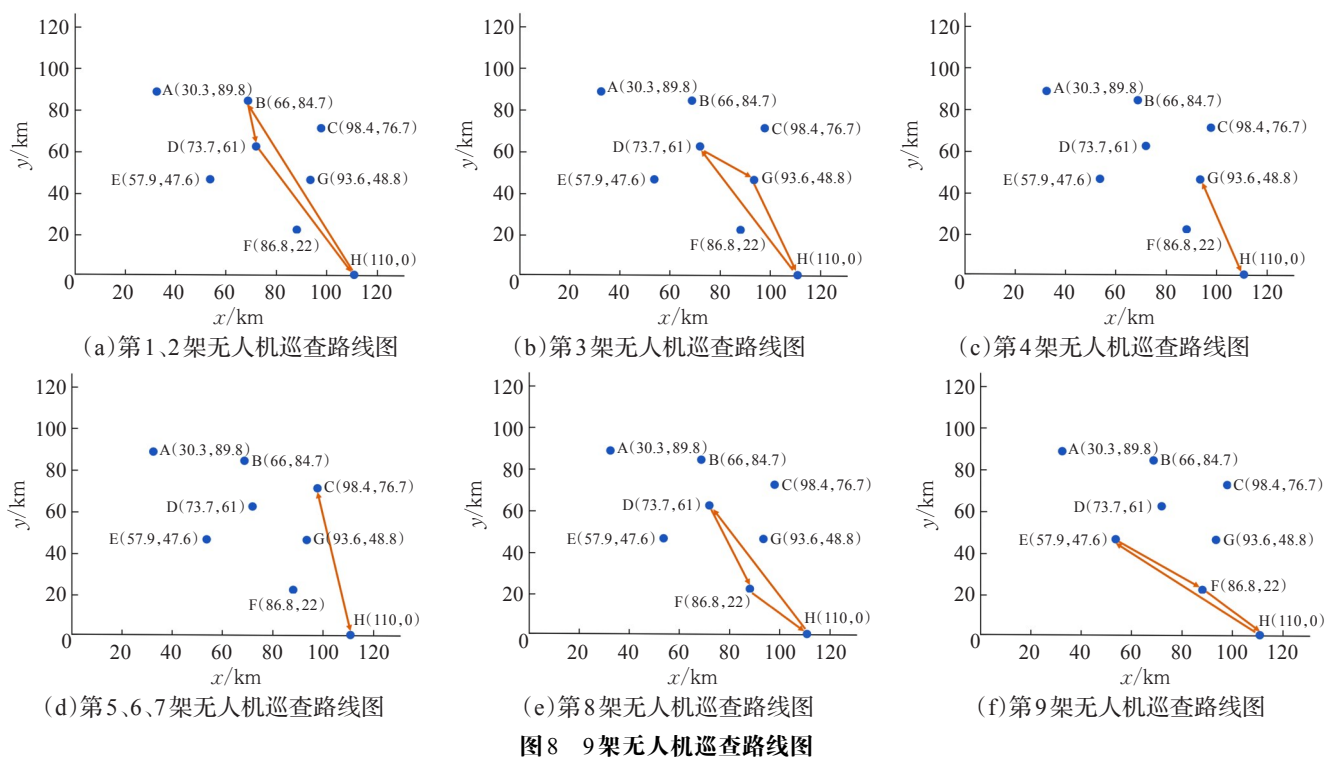 120
100
80
60
40
20
0
20
40
60
80
100
120
y/km
x/km
A(30.3,89.8)
B(66,84.7)
C(98.4,76.7)
D(73.7,61)
E(57.9,47.6)
G(93.6,48.8)
F(86.8,22)
H(110,0)
(a)第1、2架无人机巡查路线图
120
100
80
60
40
20
0
20
40
60
80
100
120
y/km
x/km
A(30.3,89.8)
B(66,84.7)
C(98.4,76.7)
D(73.7,61)
E(57.9,47.6)
G(93.6,48.8)
F(86.8,22)
H(110,0)
(b)第3架无人机巡查路线图
120
100
80
60
40
20
0
20
40
60
80
100
120
y/km
x/km
A(30.3,89.8)
B(66,84.7)
C(98.4,76.7)
D(73.7,61)
E(57.9,47.6)
G(93.6,48.8)
F(86.8,22)
H(110,0)
(c)第4架无人机巡查路线图
120
100
80
60
40
20
0
20
40
60
80
100
120
y/km
x/km
A(30.3,89.8)
B(66,84.7)
C(98.4,76.7)
D(73.7,61)
E(57.9,47.6)
G(93.6,48.8)
F(86.8,22)
H(110,0)
(d)第5、6、7架无人机巡查路线图
120
100
80
60
40
20
0
20
40
60
80
100
120
y/km
x/km
A(30.3,89.8)
B(66,84.7)
C(98.4,76.7)
D(73.7,61)
E(57.9,47.6)
G(93.6,48.8)
F(86.8,22)
H(110,0)
(e)第8架无人机巡查路线图
120
100
80
60
40
20
0
20
40
60
80
100
120
y/km
x/km
A(30.3,89.8)
B(66,84.7)
C(98.4,76.7)
D(73.7,61)
E(57.9,47.6)
G(93.6,48.8)
F(86.8,22)
H(110,0)
(f)第9架无人机巡查路线图
图8 9架无人机巡查路线图